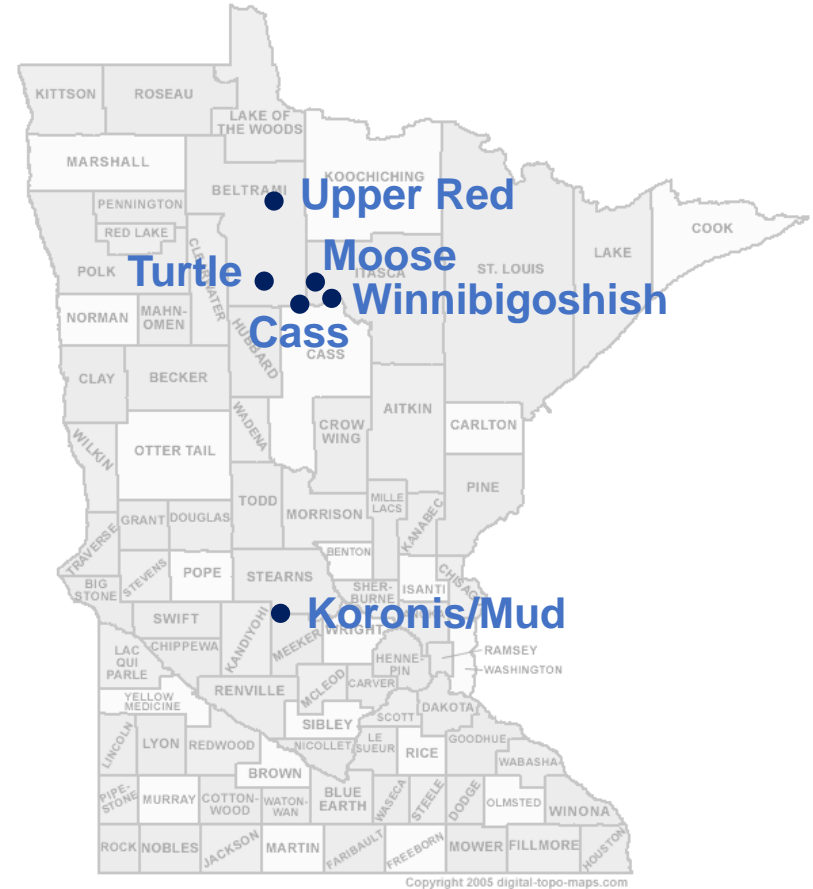 KITTSON
ROSEAU
LAKE OF
THE WOODS
MARSHALL
KOOCHICHING
BELTRAMI
Upper Red
PENNINGTON
RED LAKE
COOK
LAKE
CLEARWATER
POLK
Turtle
Moose
ITASCA
ST. LOUIS
Winnibigoshish
NORMAN
MAHN-
OMEN
Cass
HUBBARD
CASS
CLAY
BECKER
AITKIN
WADENA
CROW
WING
CARLTON
WILKIN
OTTER TAIL
PINE
TODD
MILLE
LACS
GRANT
DOUGLAS
MORRISON
KANABEC
TRAVERSE
BENTON
STEVENS
POPE
STEARNS
CHISAGO
BIG
STONE
SHER-
BURNE
ISANTI
Koronis/Mud
SWIFT
KANDIYOHI
MEEKER
WRIGHT
LAC
QUI
PARLE
CHIPPEWA
HENNE-
PIN
RAMSEY
WASHINGTON
RENVILLE
MCLEOD
CARVER
YELLOW
MEDICINE
SIBLEY
SCOTT
DAKOTA
LINCOLN
LYON
REDWOOD
NICOLLET
LE
SUEUR
RICE
GOODHUE
WABASHA
BROWN
PIPE-
STONE
MURRAY
COTTON-
WOOD
WATON-
WAN
BLUE
EARTH
WASECA
STEELE
DODGE
OLMSTED
WINONA
ROCK
NOBLES
JACKSON
MARTIN
FARIBAULT
FREEBORN
MOWER
FILLMORE
HOUSTON
Copyright 2005 digital-topo-maps.com